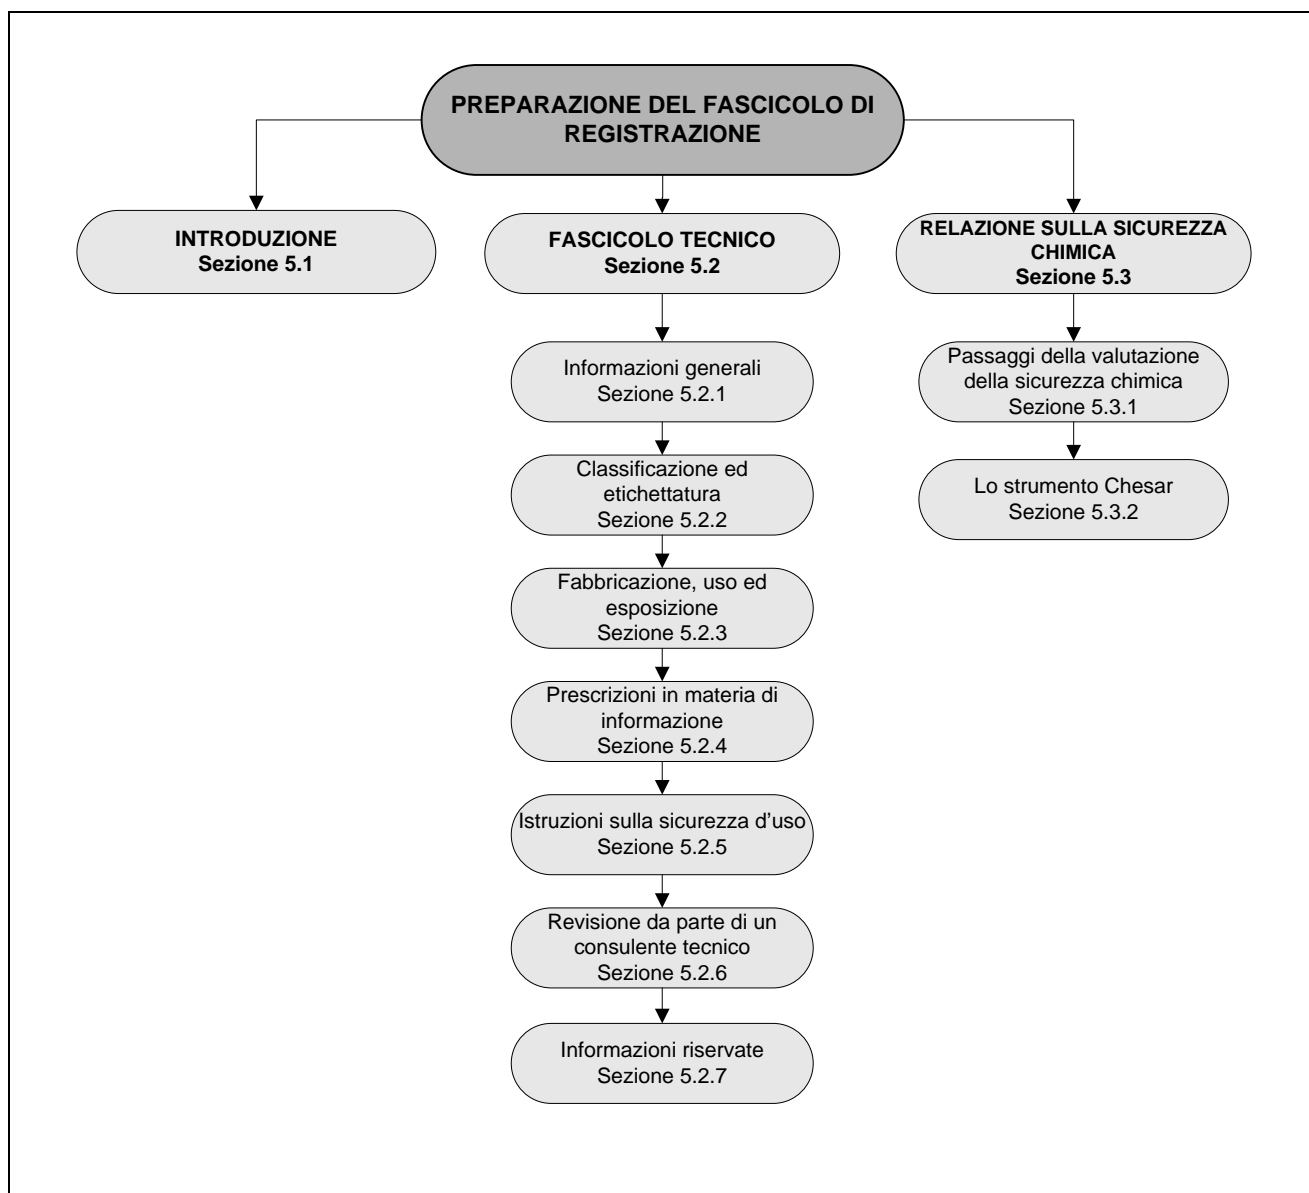 PREPARAZIONE DEL FASCICOLO DI
REGISTRAZIONE
INTRODUZIONE
Sezione 5.1
FASCICOLO TECNICO
Sezione 5.2
RELAZIONE SULLA SICUREZZA
CHIMICA
Sezione 5.3
Informazioni generali
Sezione 5.2.1
Classificazione ed
etichettatura
Sezione 5.2.2
Fabbricazione, uso ed
esposizione
Sezione 5.2.3
Prescrizioni in materia di
informazione
Sezione 5.2.4
Istruzioni sulla sicurezza d’uso
Sezione 5.2.5
Revisione da parte di un
consulente tecnico
Sezione 5.2.6
Informazioni riservate
Sezione 5.2.7
Passaggi della valutazione
della sicurezza chimica
Sezione 5.3.1
Lo strumento Chesar
Sezione 5.3.2